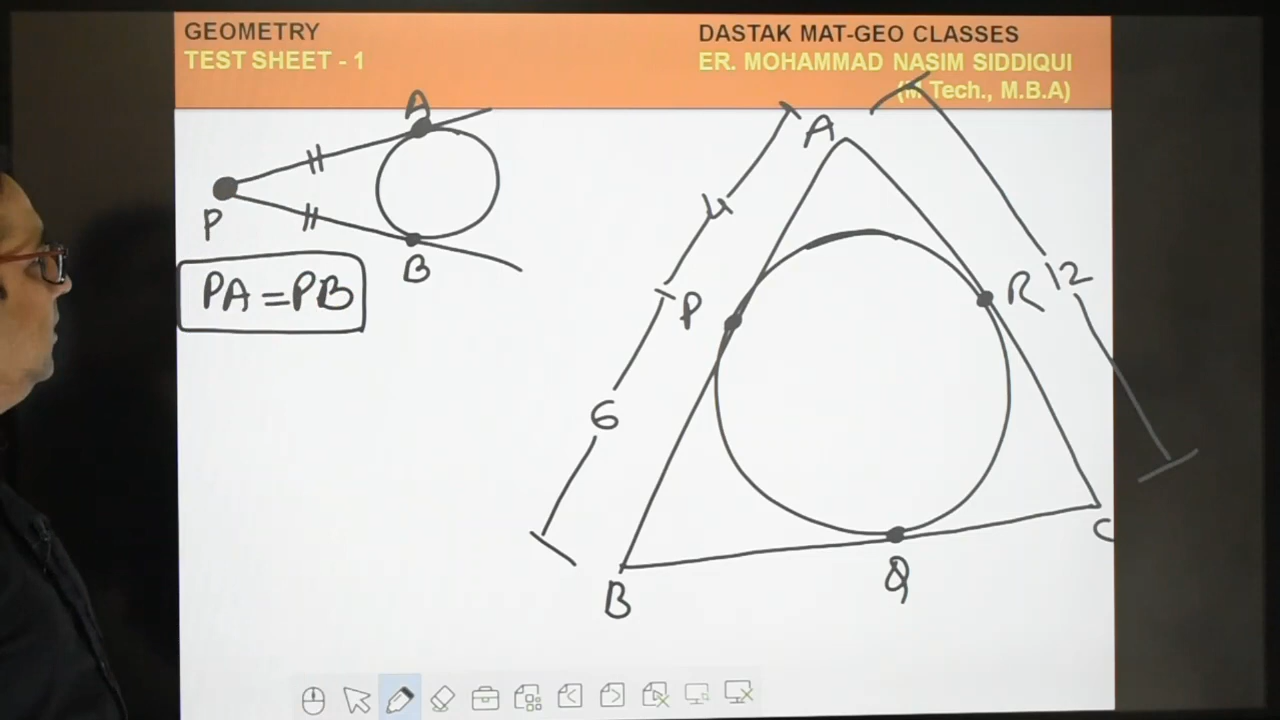 GEOMETRY
TEST SHEET - 1
DASTAK MAT-GEO CLASSES
ER. MOHAMMAD NASIM SIDDIQUI
(M Tech., M.B.A)
A
P
B
PA=PB
A
4
P
R
12
6
C
Q
B